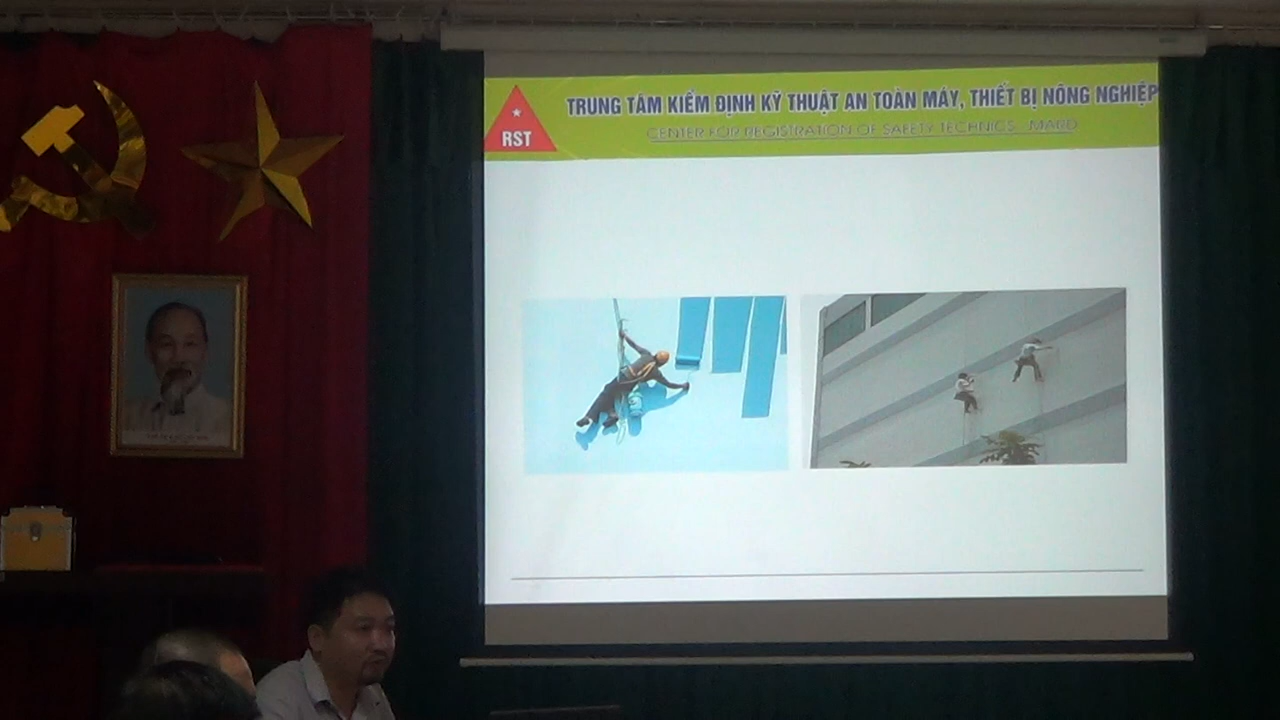 TRUNG TÂM KIỂM ĐỊNH KỸ THUẬT AN TOÀN MÁY, THIẾT BỊ NÔNG NGHIỆP
CENTER FOR REGISTRATION OF SAFETY TECHNICS MARD
RST